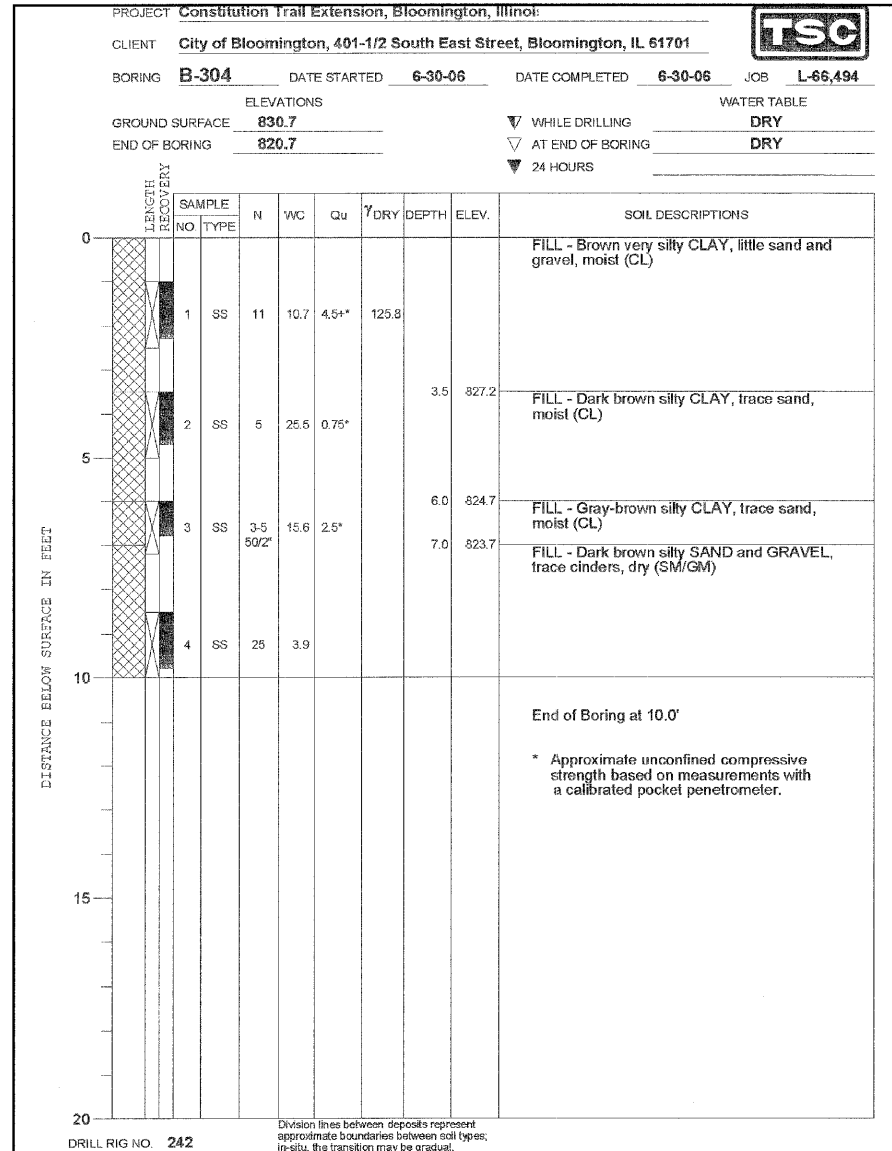 PROJECT Constitution Trail Extension, Bloomington, Illinois
TSC
CLIENT City of Bloomington, 401-1/2 South East Street, Bloomington, IL 61701
BORING B-304 DATE STARTED 6-30-06 DATE COMPLETED 6-30-06 JOB L-66,494
ELEVATIONS WATER TABLE
GROUND SURFACE 830.7 WHILE DRILLING DRY
END OF BORING 820.7 AT END OF BORING DRY
24 HOURS
LENGTH
RECOVERY
SAMPLE
NO. TYPE N WC Qu γDRY DEPTH ELEV. SOIL DESCRIPTIONS
0
FILL - Brown very silty CLAY, little sand and
gravel, moist (CL)
1 SS 11 10.7 4.5+* 125.8
3.5 827.2
FILL - Dark brown silty CLAY, trace sand,
moist (CL)
2 SS 5 25.5 0.75*
5
6.0 824.7
FILL - Gray-brown silty CLAY, trace sand,
moist (CL)
3 SS 3-5 15.6 2.5*
50/2"
7.0 823.7
FILL - Dark brown silty SAND and GRAVEL,
trace cinders, dry (SM/GM)
4 SS 25 3.9
10
End of Boring at 10.0'
* Approximate unconfined compressive
strength based on measurements with
a calibrated pocket penetrometer.
DISTANCE BELOW SURFACE IN FEET
15
20
DRILL RIG NO. 242
Division lines between deposits represent
approximate boundaries between soil types;
in-situ, the transition may be gradual.